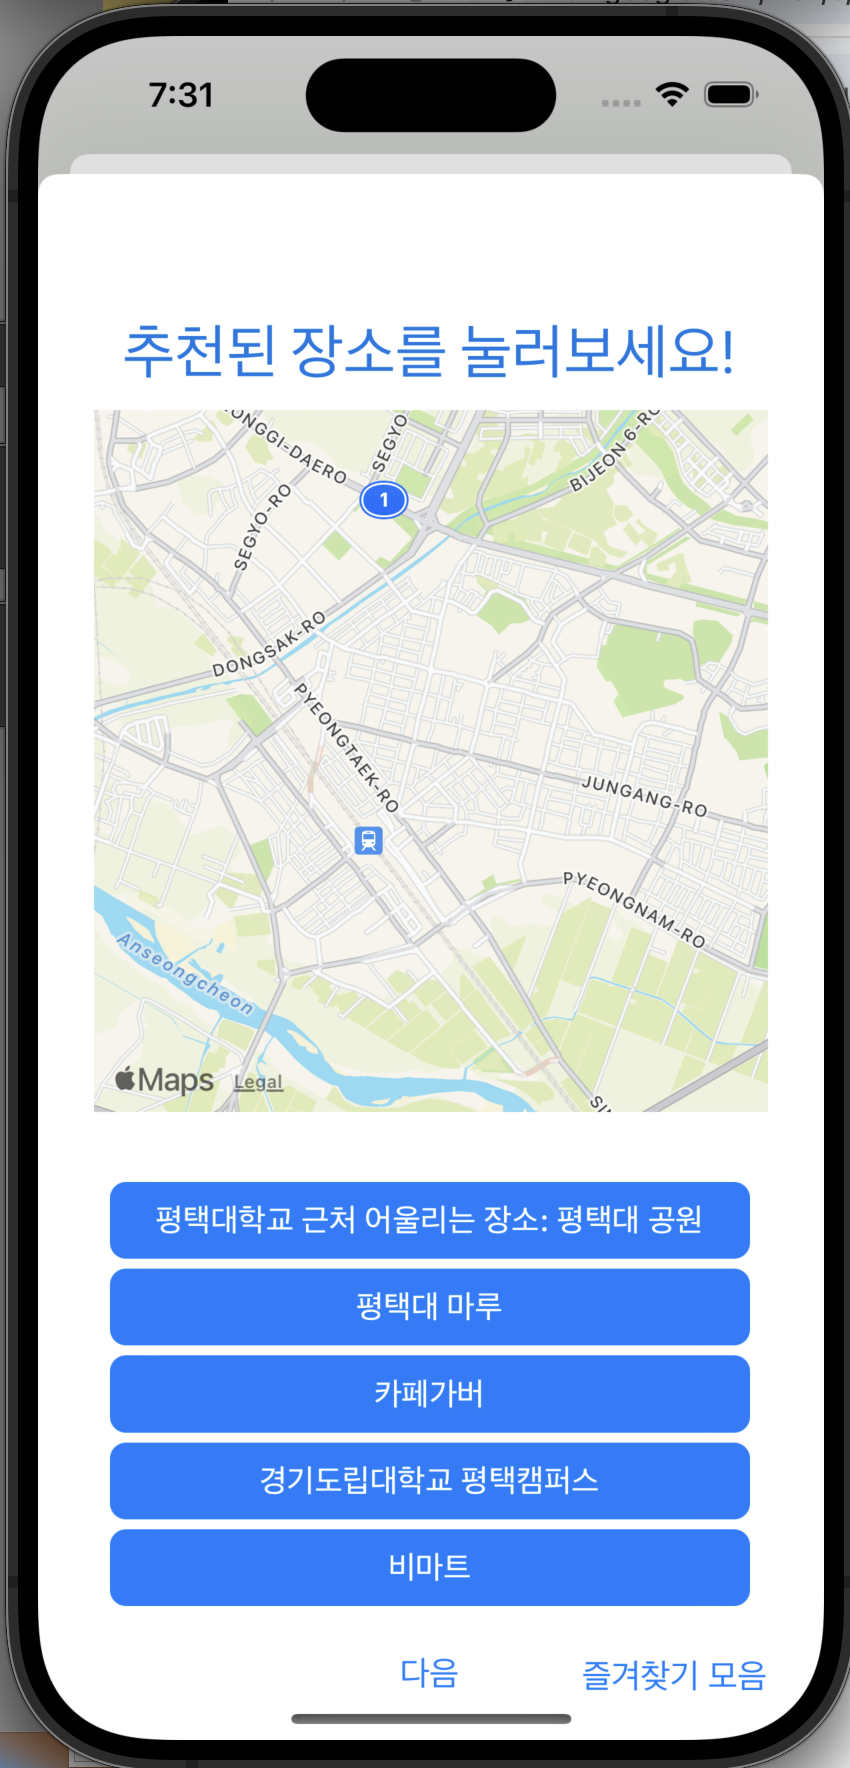 7:31
추천된 장소를 눌러보세요!
ONGGI-DAERO
SEGYO
BIJEON 6-RO
1
SEGYO-RO
DONGSAK-RO
PYEONGTAEK-RO
JUNGANG-RO
PYEONGNAM-RO
Anseongcheon
Maps Legal
평택대학교 근처 어울리는 장소: 평택대 공원
평택대 마루
카페가버
경기도립대학교 평택캠퍼스
비마트
다음
즐겨찾기 모음